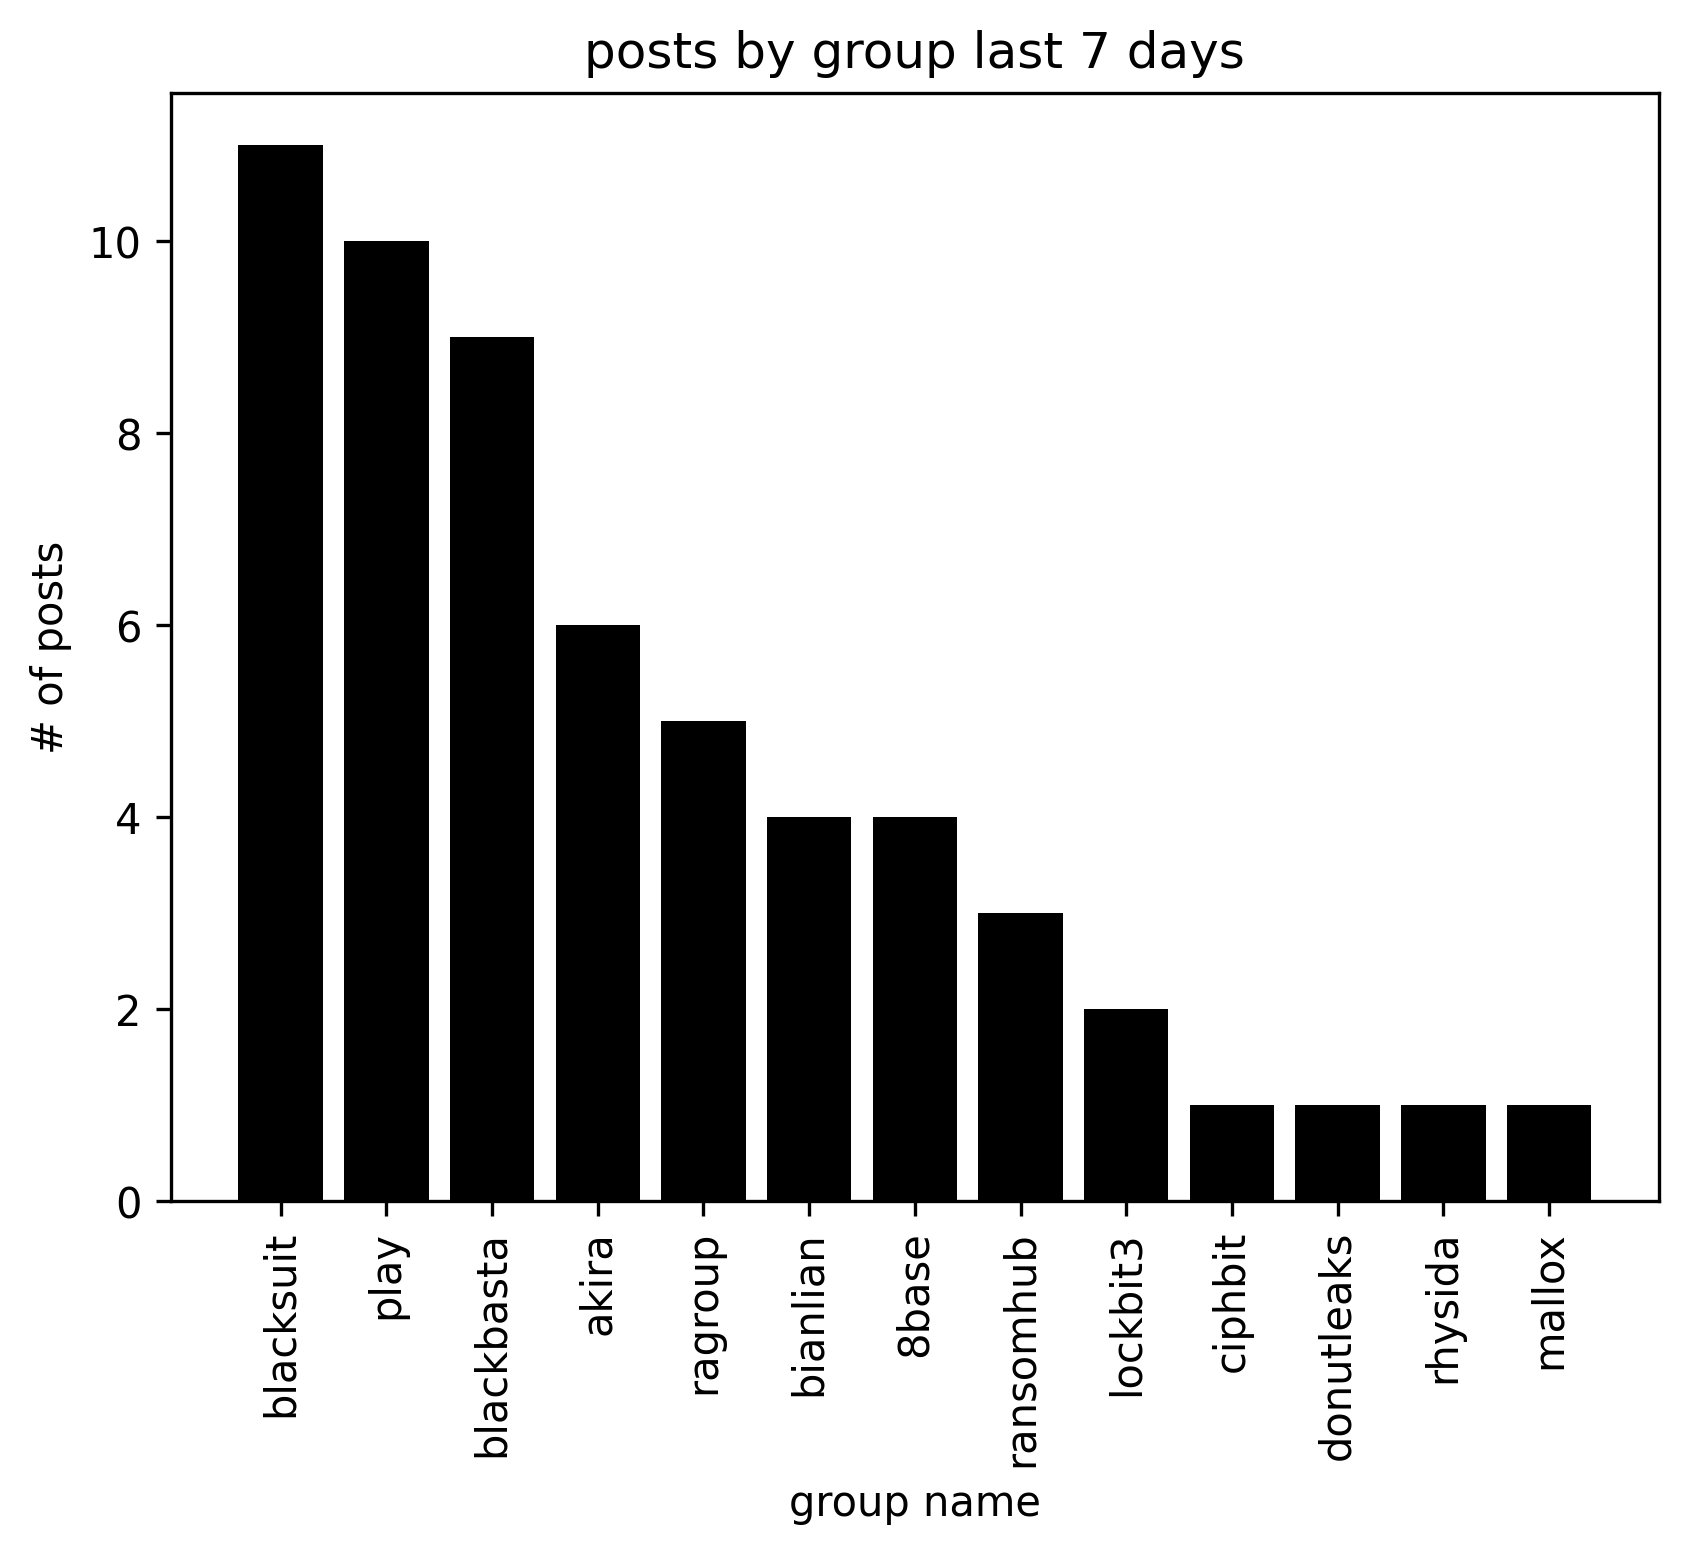 posts by group last 7 days
# of posts
10
8
6
4
2
0
blacksuit
play
blackbasta
akira
ragroup
bianlian
8base
ransomhub
lockbit3
ciphbit
donutleaks
rhysida
mallox
group name